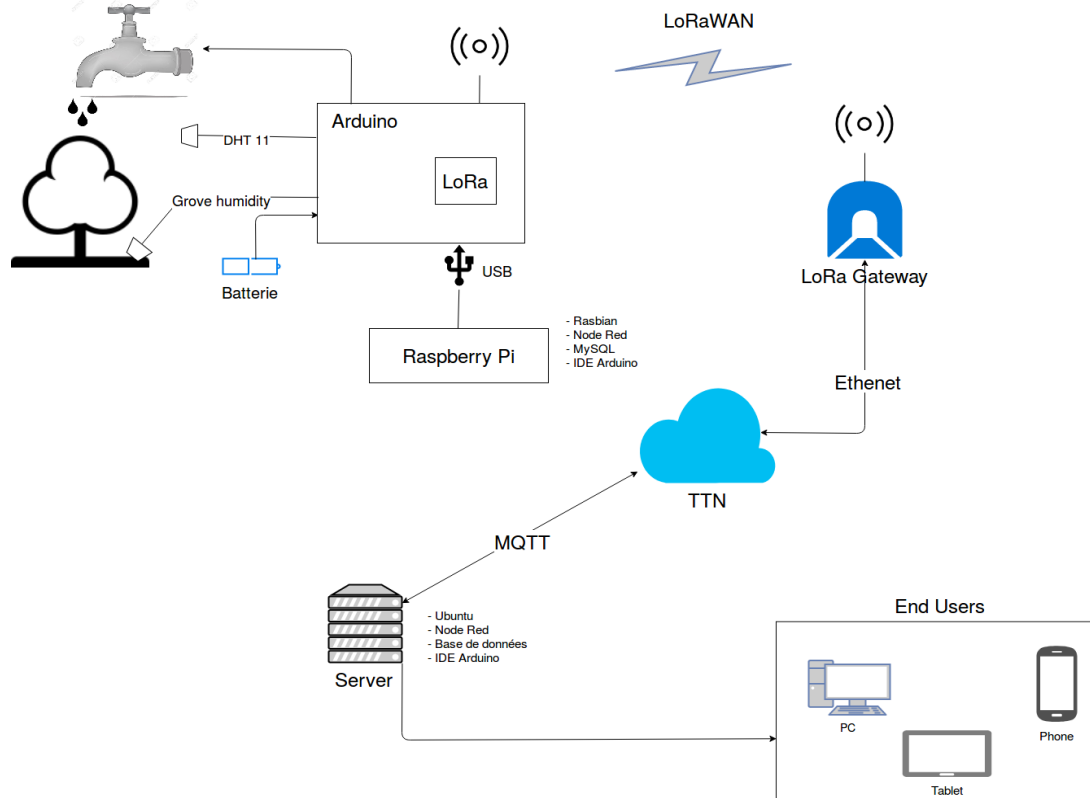 LoRaWAN
Arduino
DHT 11
LoRa
Grove humidity
Batterie
USB
LoRa Gateway
Raspberry Pi
- Rasbian
- Node Red
- MySQL
- IDE Arduino
Ethenet
TTN
MQTT
Server
- Ubuntu
- Node Red
- Base de données
- IDE Arduino
End Users
PC
Phone
Tablet